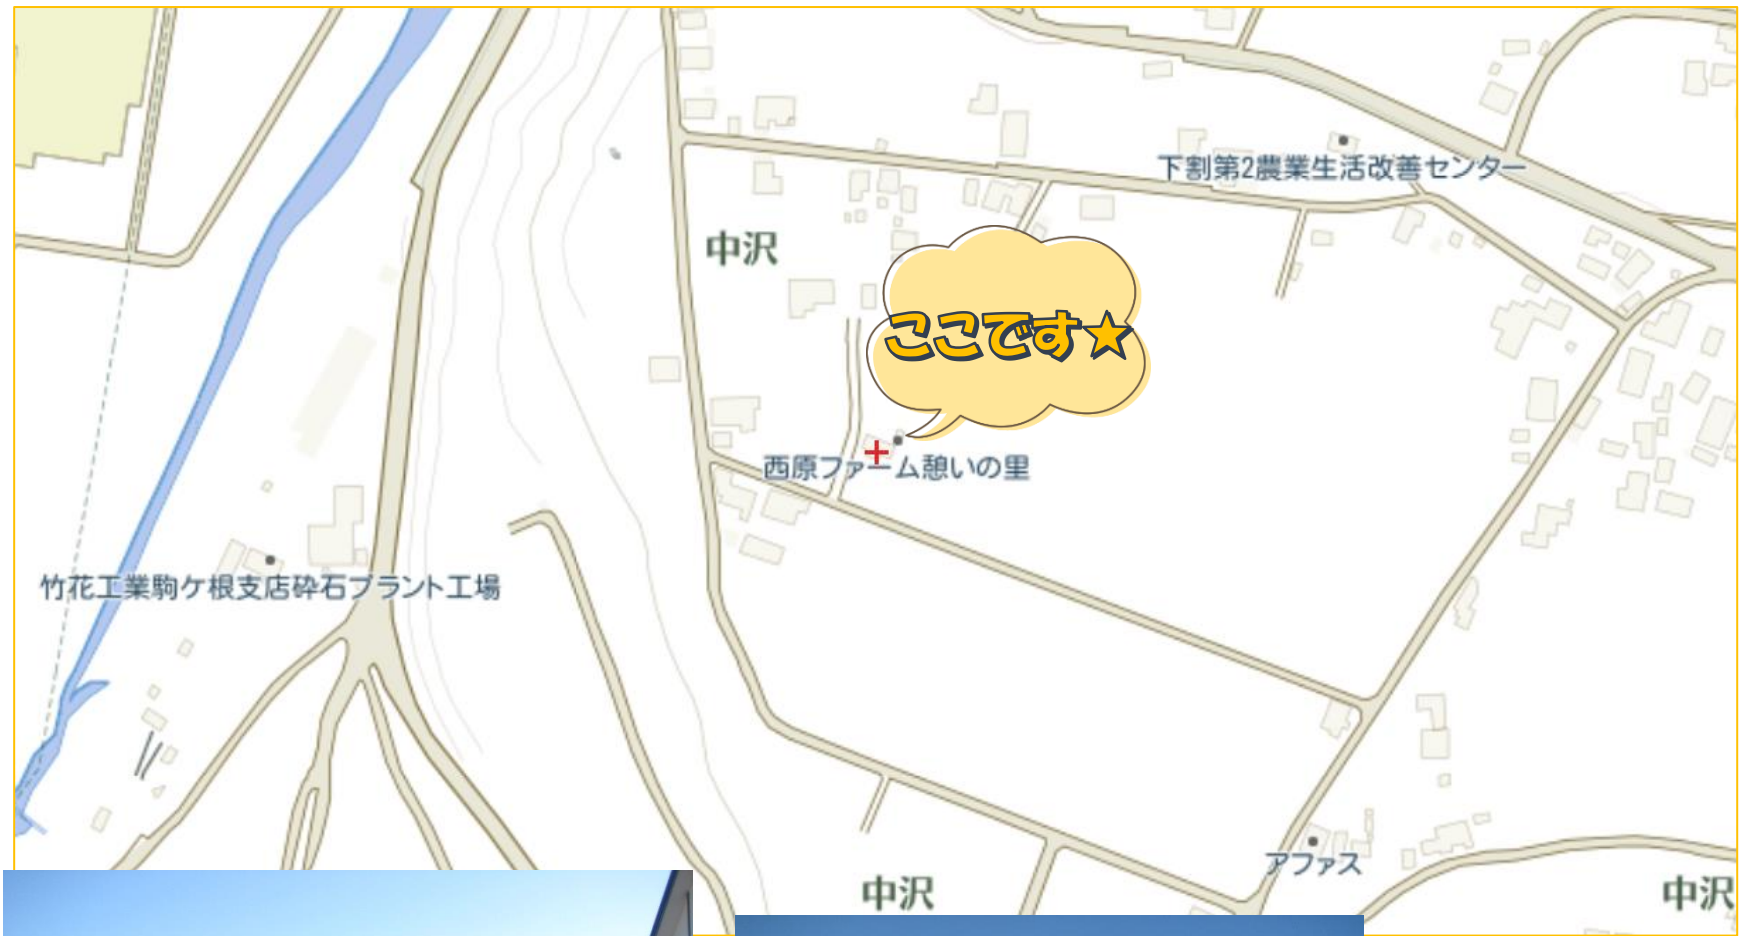 下割第2農業生活改善センター
中沢
ここです★
西原ファーム憩いの里
竹花工業駒ケ根支店砕石プラント工場
アファス
中沢
中沢